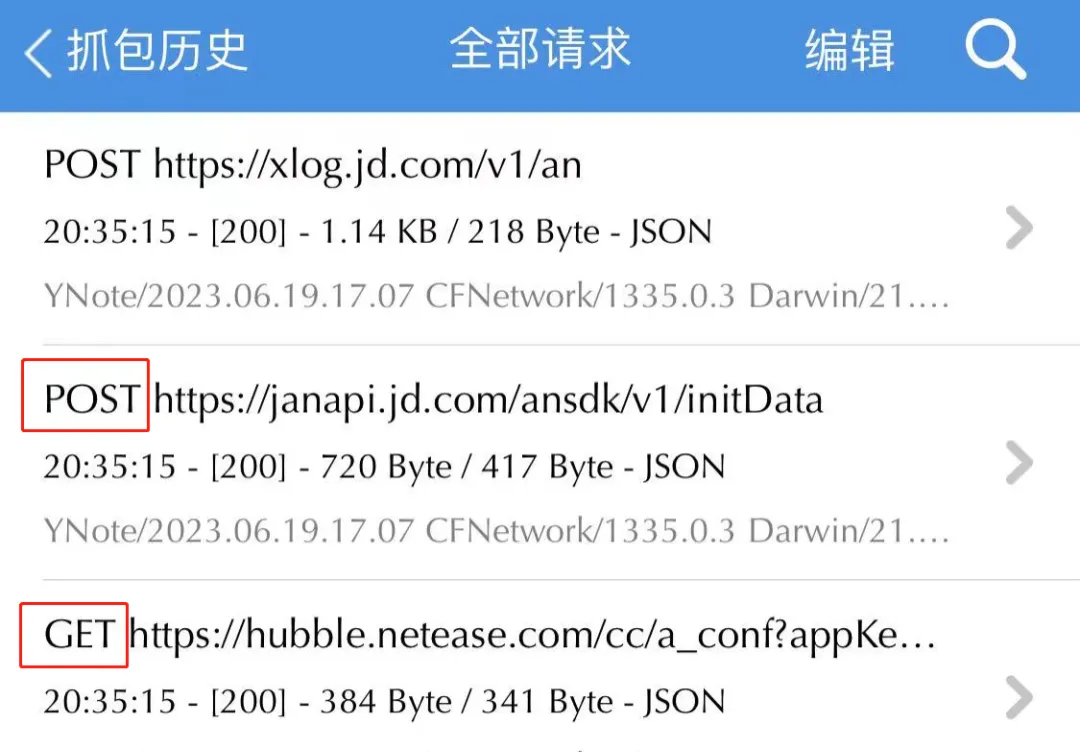 抓包历史 全部请求 编辑
POST https://xlog.jd.com/v1/an
20:35:15 - [200] - 1.14 KB / 218 Byte - JSON
YNote/2023.06.19.17.07 CFNetwork/1335.0.3 Darwin/21....
POST https://janapi.jd.com/ansdk/v1/initData
20:35:15 - [200] - 720 Byte / 417 Byte - JSON
YNote/2023.06.19.17.07 CFNetwork/1335.0.3 Darwin/21....
GET https://hubble.netease.com/cc/a_conf?appKe...
20:35:15 - [200] - 384 Byte / 341 Byte - JSON